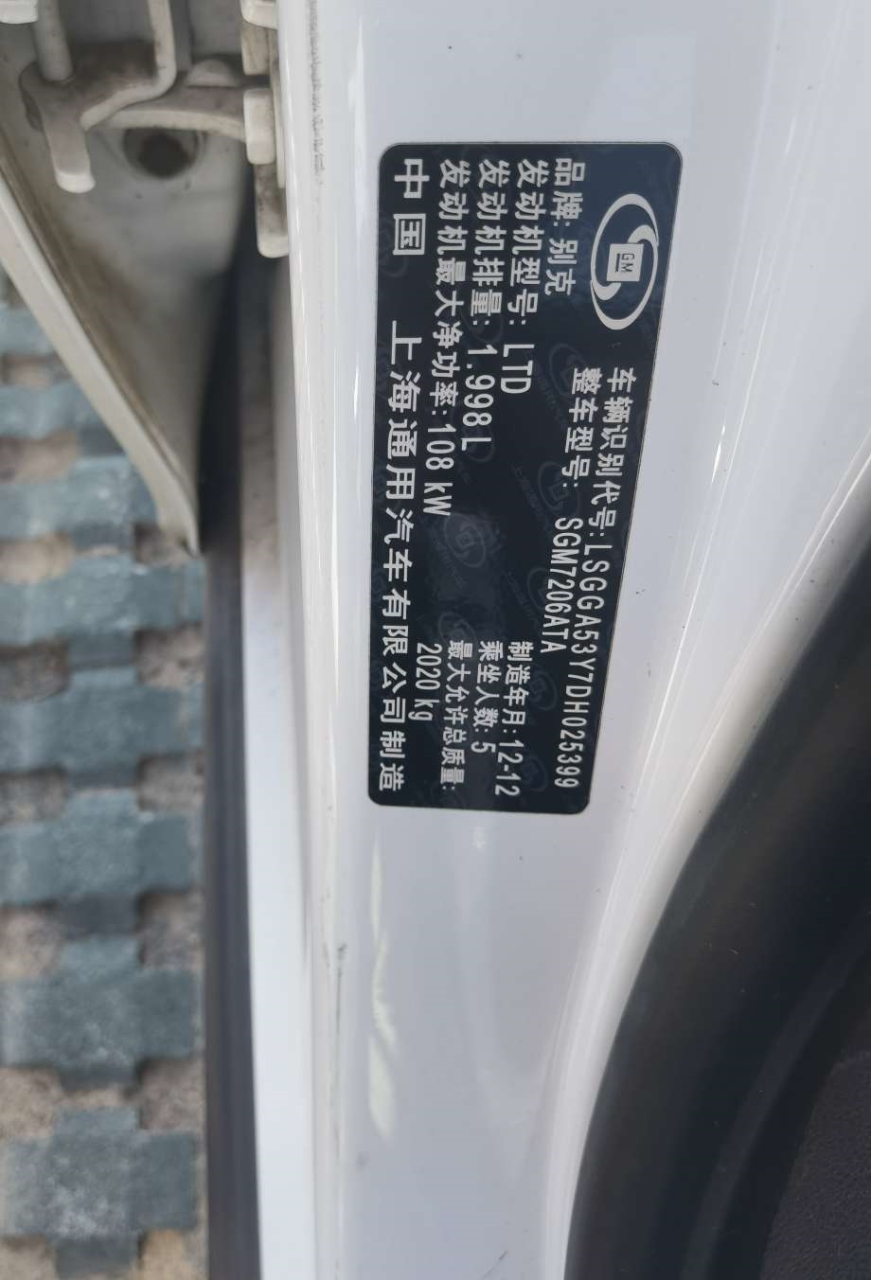 GM
车辆识别代号:LSGGA53Y7DH025399
整车型号: SGM7206ATA
品牌:别克
发动机型号:LTD
制造年月:12-12
发动机排量:1.998L
乘坐人数:5
发动机最大净功率:108 kW
最大允许总质量:
2020 kg
中国 上海通用汽车有限公司制造